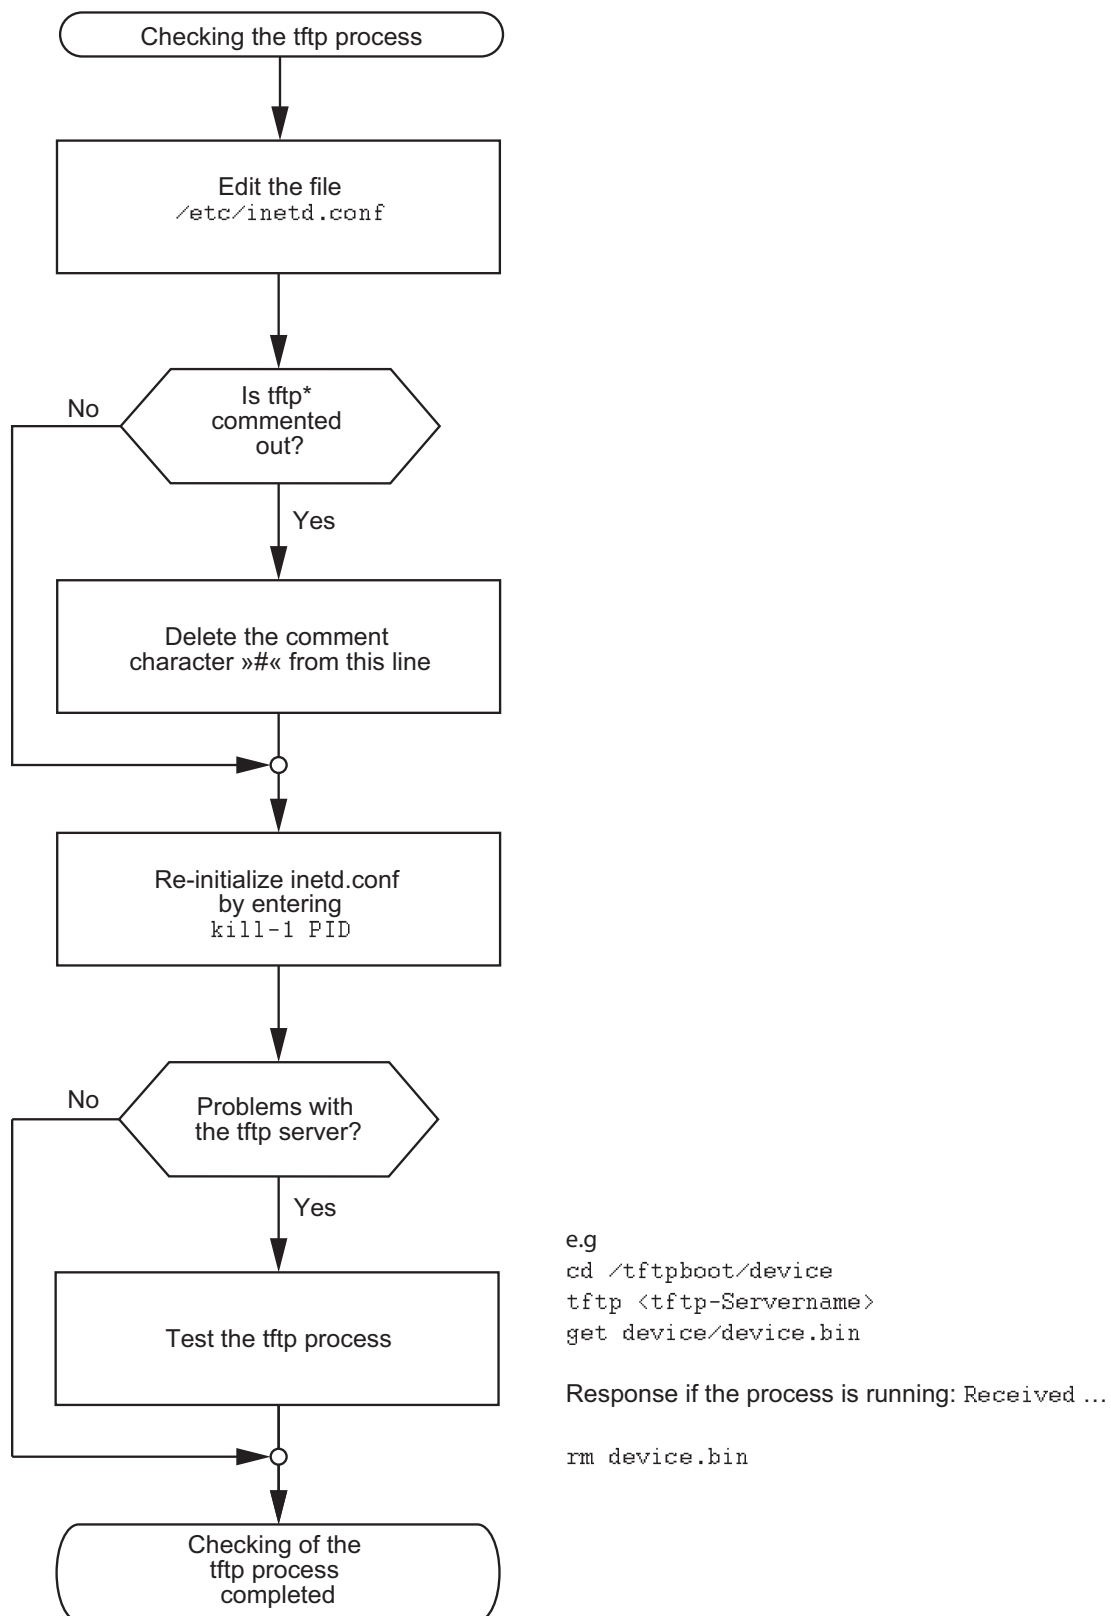 Checking the tftp process
Edit the file
/etc/inetd.conf
Is tftp*
commented
out?
No
Yes
Delete the comment
character »#« from this line
Re-initialize inetd.conf
by entering
kill-1 PID
No
Problems with
the tftp server?
Yes
Test the tftp process
e.g
cd /tftpboot/device
tftp <tftp-Servername>
get device/device.bin
Response if the process is running: Received …
rm device.bin
Checking of the
tftp process
completed